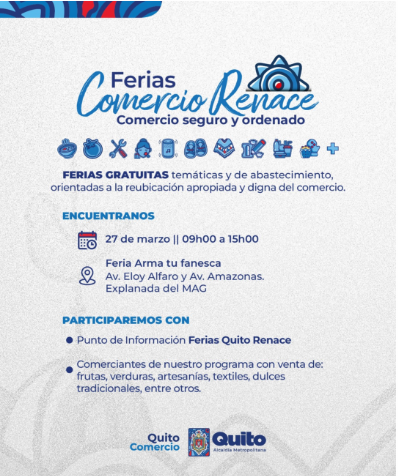 Ferias
Comercio Renace
Comercio seguro y ordenado
FERIAS GRATUITAS temáticas y de abastecimiento,
orientadas a la reubicación apropiada y digna del comercio.
ENCUENTRANOS
27 de marzo || 09h00 a 15h00
Feria Arma tu fanesca
Av. Eloy Alfaro y Av. Amazonas.
Explanada del MAG
PARTICIPAREMOS CON
Punto de Información Ferias Quito Renace
Comerciantes de nuestro programa con venta de:
frutas, verduras, artesanías, textiles, dulces
tradicionales, entre otros.
Quito
Comercio
Quito
Alcaldía Metropolitana